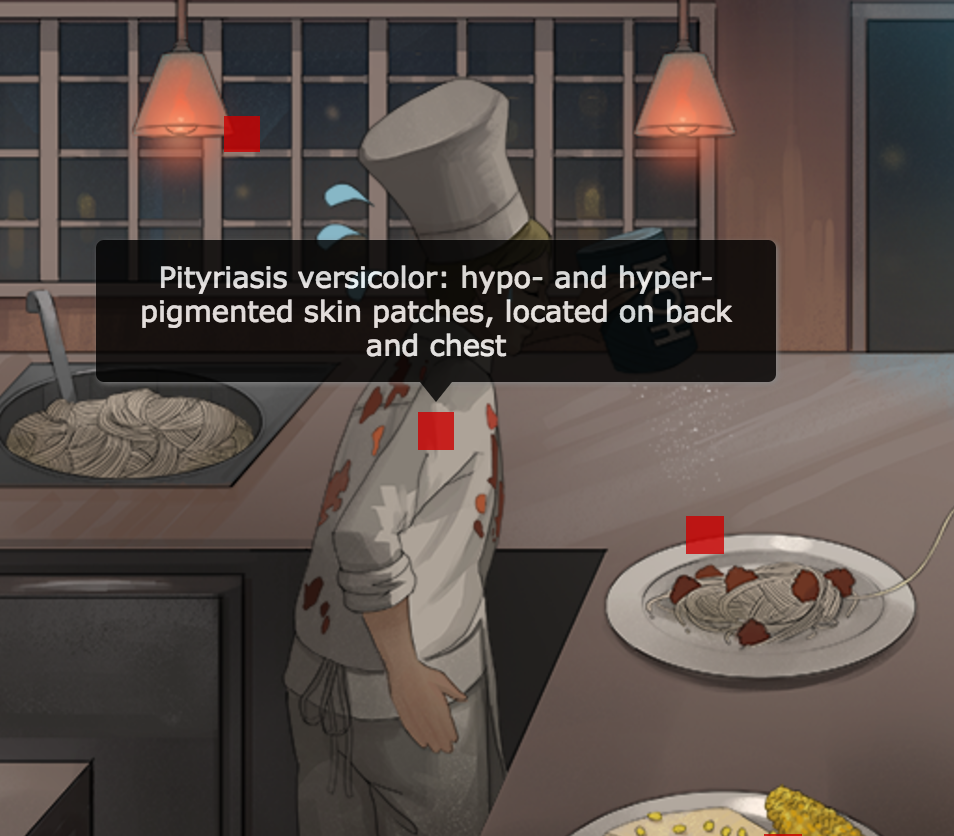 Pityriasis versicolor: hypo- and hyper-
pigmented skin patches, located on back
and chest